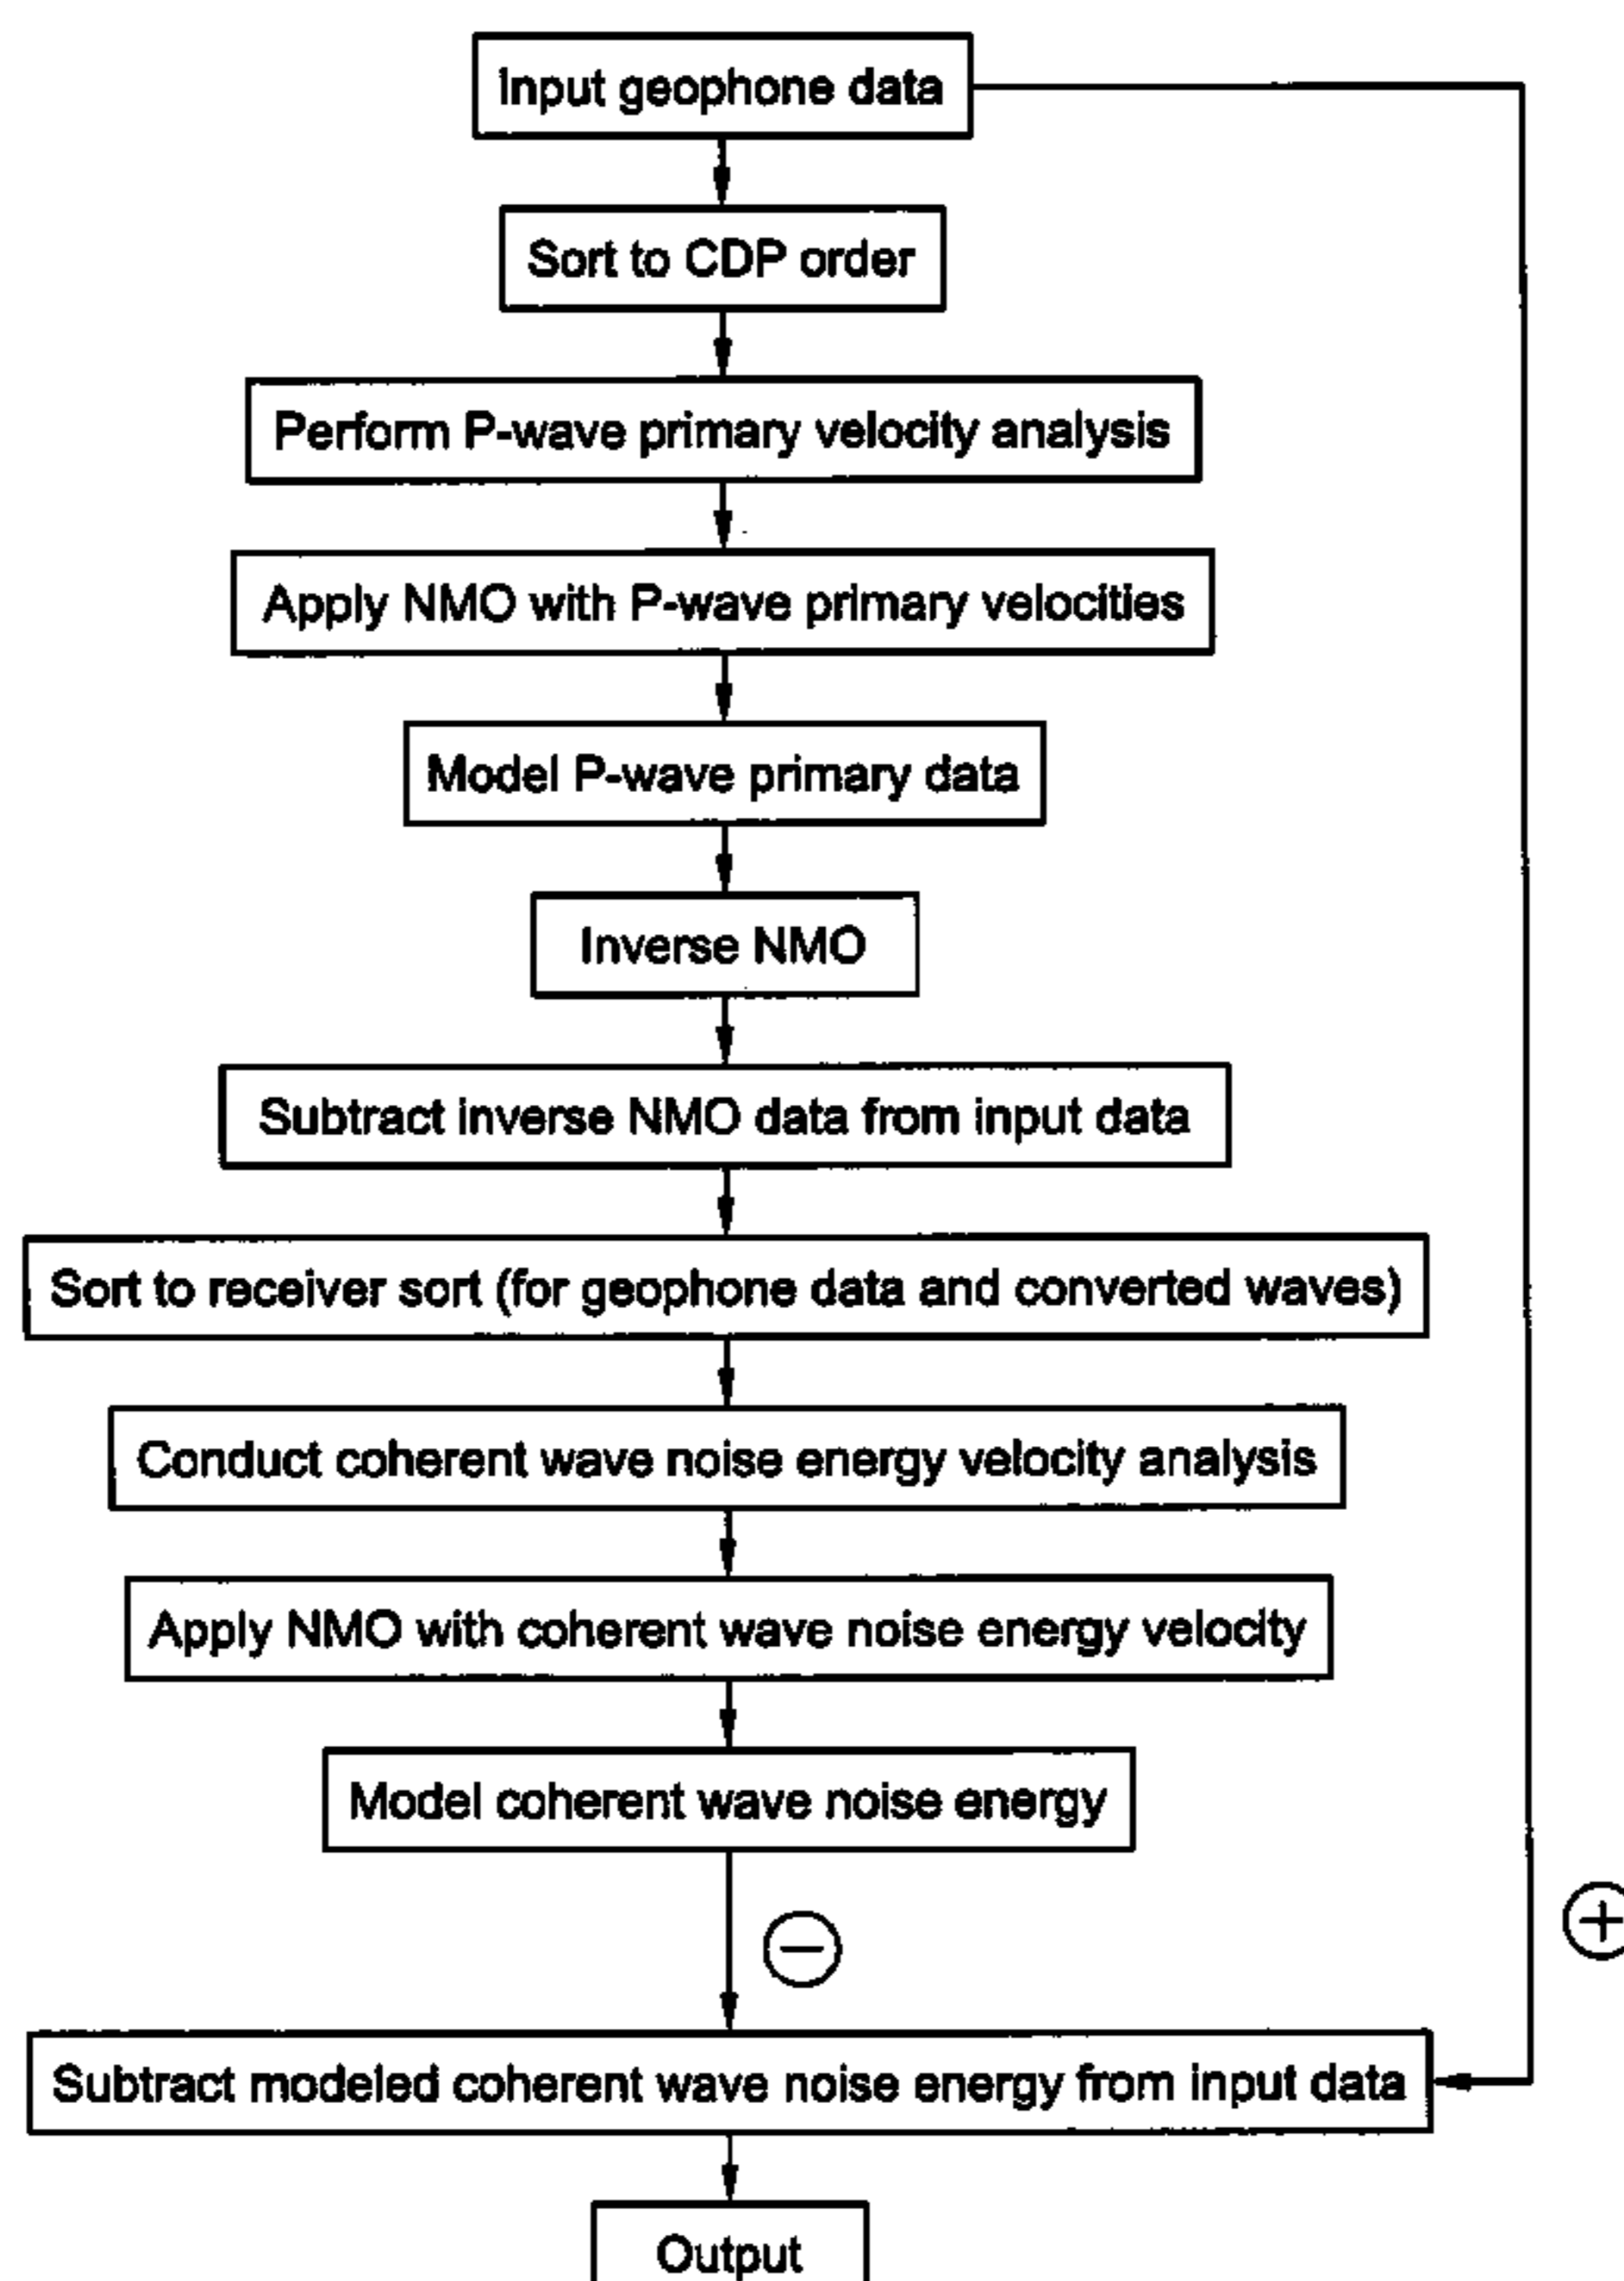 Input geophone data
Sort to CDP order
Perform P-wave primary velocity analysis
Apply NMO with P-wave primary velocities
Model P-wave primary data
Inverse NMO
Subtract inverse NMO data from input data
Sort to receiver sort (for geophone data and converted waves)
Conduct coherent wave noise energy velocity analysis
Apply NMO with coherent wave noise energy velocity
Model coherent wave noise energy
−
+
Subtract modeled coherent wave noise energy from input data
Output